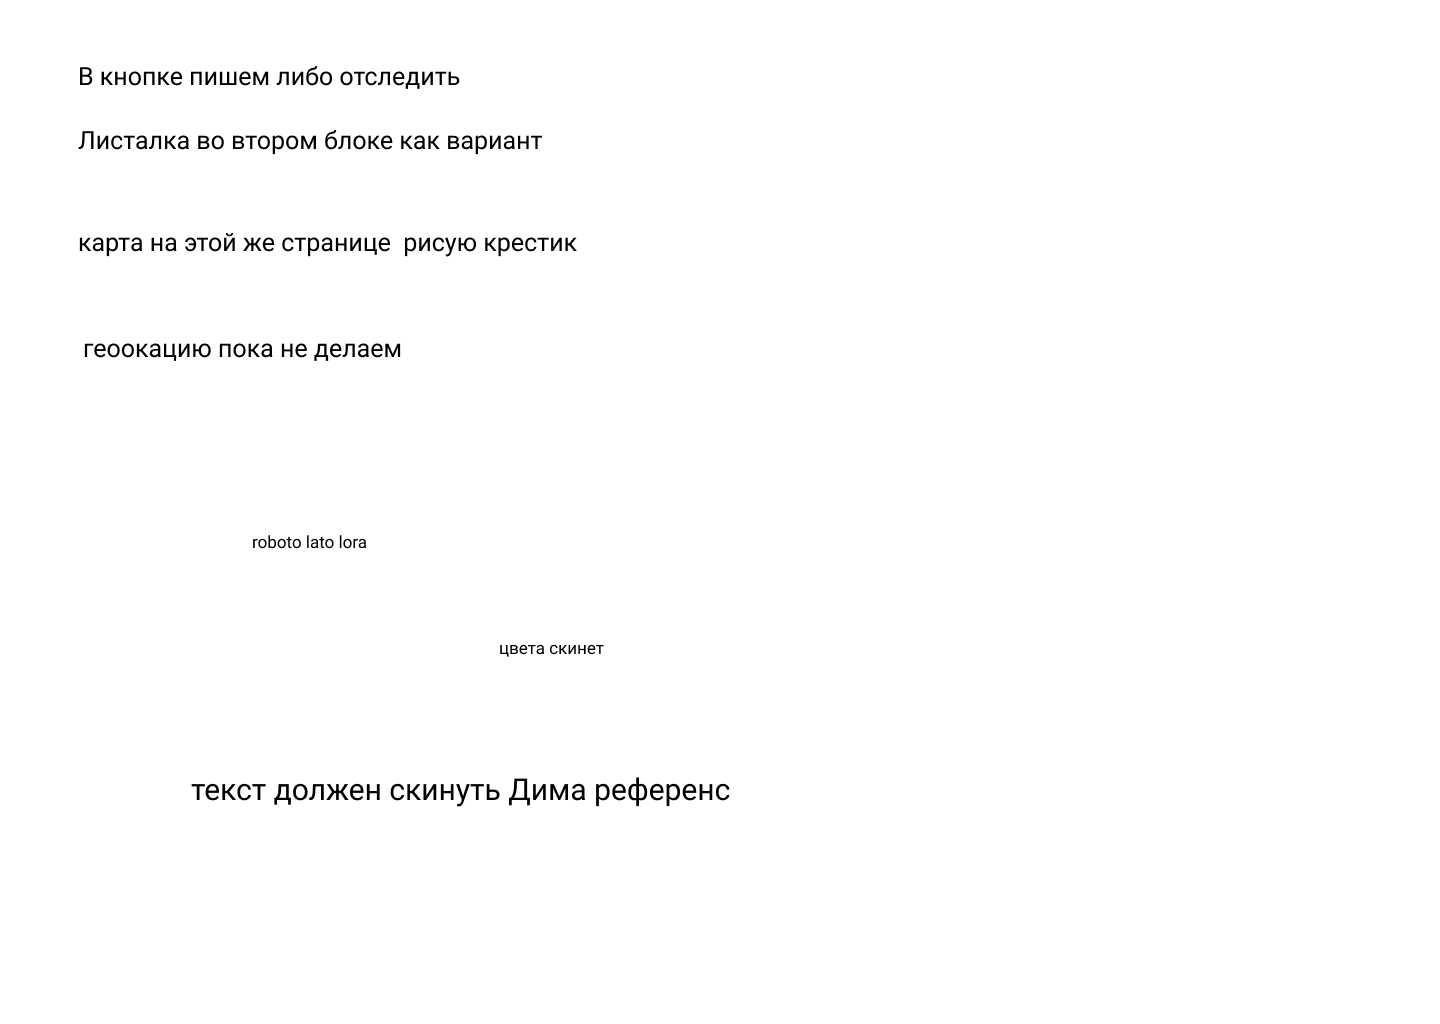 В кнопке пишем либо отследить
Листалка во втором блоке как вариант
карта на этой же странице  рисую крестик
геоокацию пока не делаем
roboto lato lora
цвета скинет
текст должен скинуть Дима референс